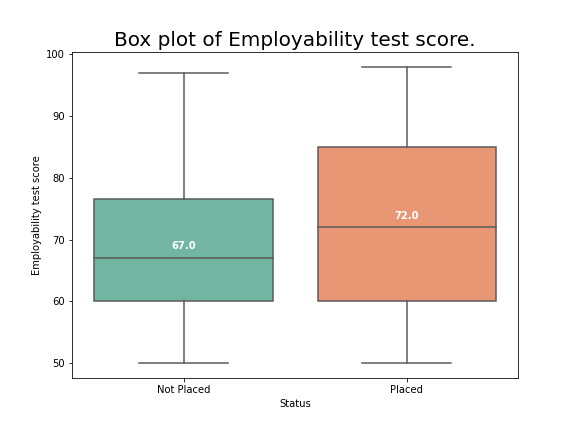 Box plot of Employability test score.
Employability test score
100
90
80
70
60
50
67.0
72.0
Not Placed
Placed
Status